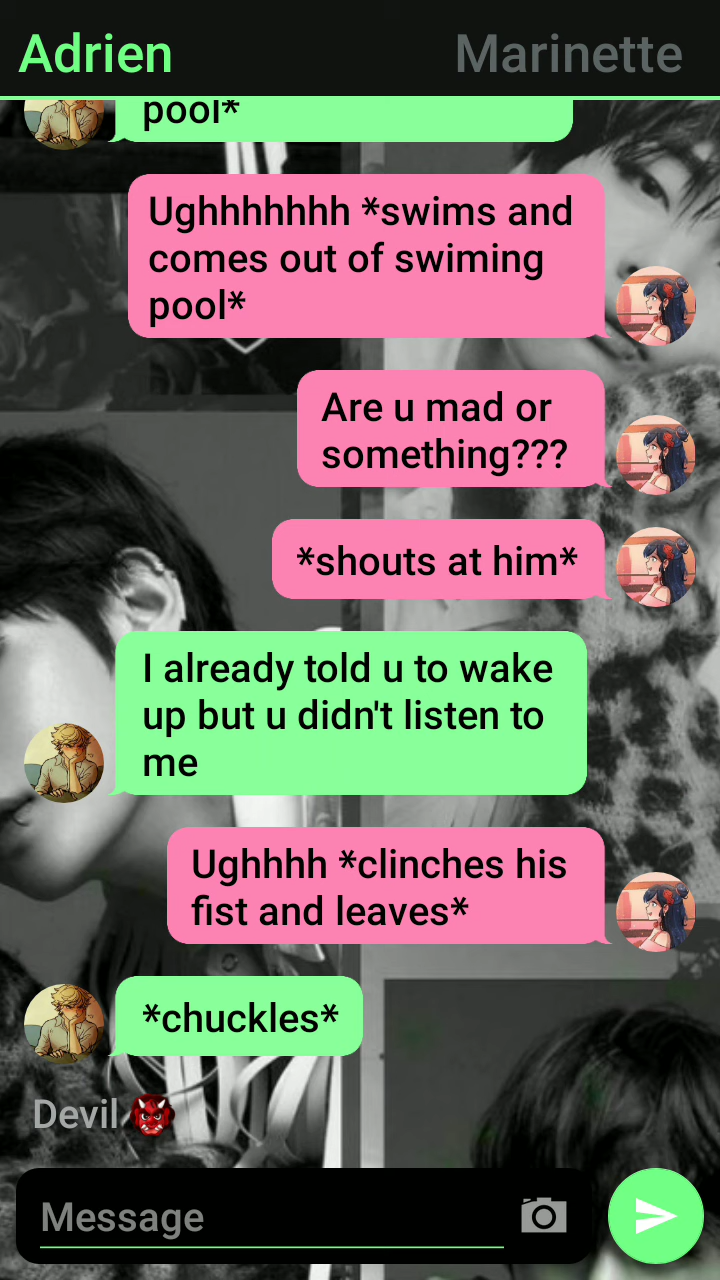 Adrien Marinette
pool*
Ughhhhhhh *swims and
comes out of swiming
pool*
Are u mad or
something???
*shouts at him*
I already told u to wake
up but u didn't listen to
me
Ughhhh *clinches his
fist and leaves*
*chuckles*
Devil👹
Message